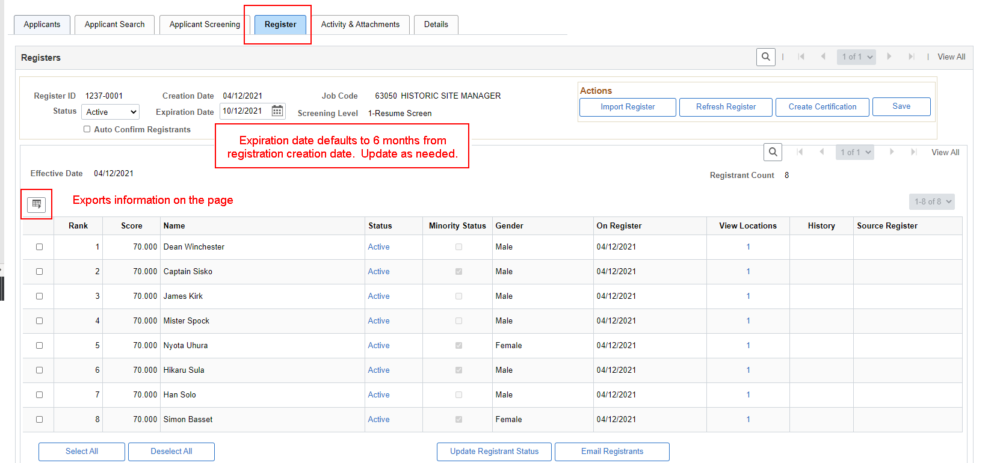 Applicants Applicant Search Applicant Screening Register Activity & Attachments Details
Registers | 1 of 1 | View All
Register ID 1237-0001 Creation Date 04/12/2021 Job Code 63050 HISTORIC SITE MANAGER Actions
Status Active Expiration Date 10/12/2021 Screening Level 1-Resume Screen Import Register Refresh Register Create Certification Save
Auto Confirm Registrants
Expiration date defaults to 6 months from
registration creation date. Update as needed.
1 of 1 View All
Effective Date 04/12/2021 Registrant Count 8
Exports information on the page 1-8 of 8
Rank Score Name Status Minority Status Gender On Register View Locations History Source Register
1 70.000 Dean Winchester Active Male 04/12/2021 1
2 70.000 Captain Sisko Active Male 04/12/2021 1
3 70.000 James Kirk Active Male 04/12/2021 1
4 70.000 Mister Spock Active Male 04/12/2021 1
5 70.000 Nyota Uhura Active Female 04/12/2021 1
6 70.000 Hikaru Sula Active Male 04/12/2021 1
7 70.000 Han Solo Active Male 04/12/2021 1
8 70.000 Simon Basset Active Female 04/12/2021 1
Select All Deselect All Update Registrant Status Email Registrants